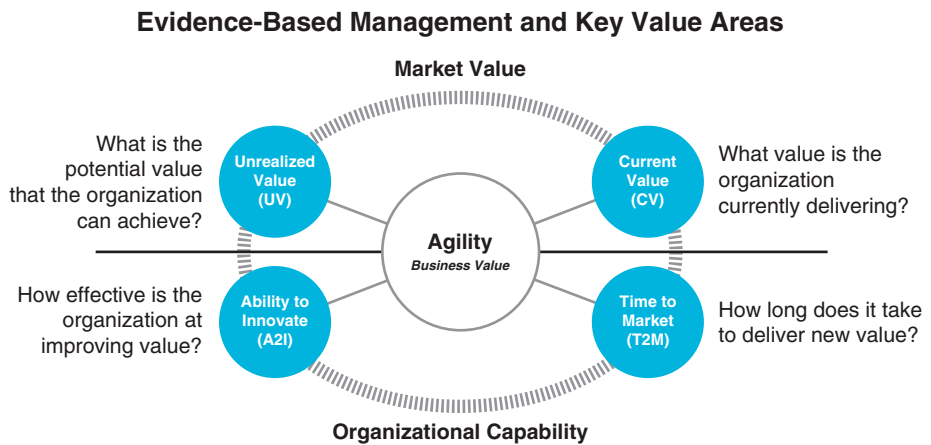 Evidence-Based Management and Key Value Areas
Market Value
What is the
potential value
that the organization
can achieve?
Unrealized
Value
(UV)
Current
Value
(CV)
What value is the
organization
currently delivering?
Agility
Business Value
How effective is the
organization at
improving value?
Ability to
Innovate
(A2I)
Time to
Market
(T2M)
How long does it take
to deliver new value?
Organizational Capability